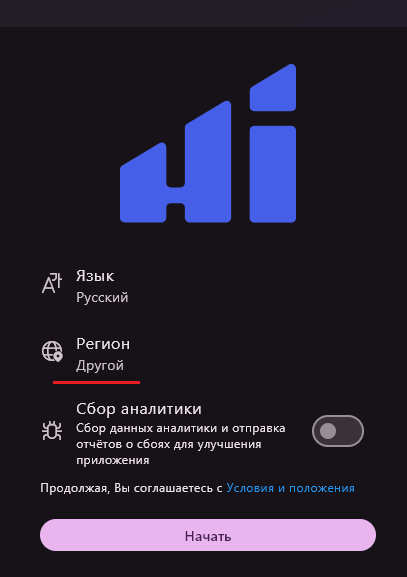 Язык
Русский
Регион
Другой
Сбор аналитики
Сбор данных аналитики и отправка
отчётов о сбоях для улучшения
приложения
Продолжая, Вы соглашаетесь с Условия и положения
Начать